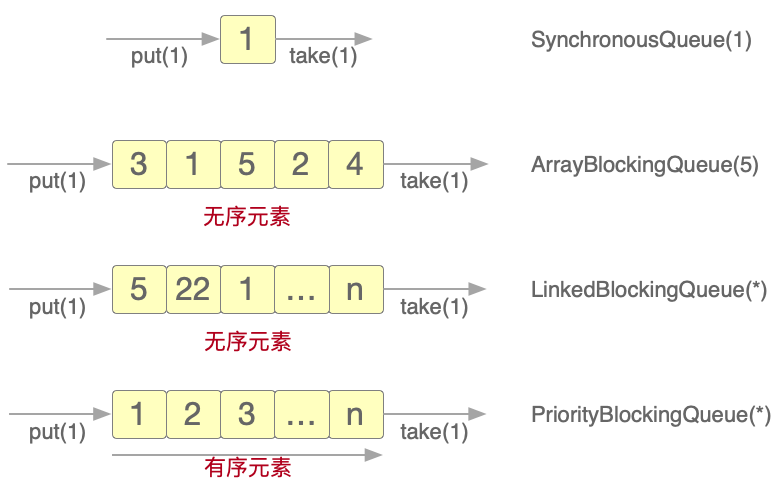 1
put(1) take(1) SynchronousQueue(1)
3 1 5 2 4
put(1) take(1) ArrayBlockingQueue(5)
无序元素
5 22 1 ... n
put(1) take(1) LinkedBlockingQueue(*)
无序元素
1 2 3 ... n
put(1) take(1) PriorityBlockingQueue(*)
有序元素